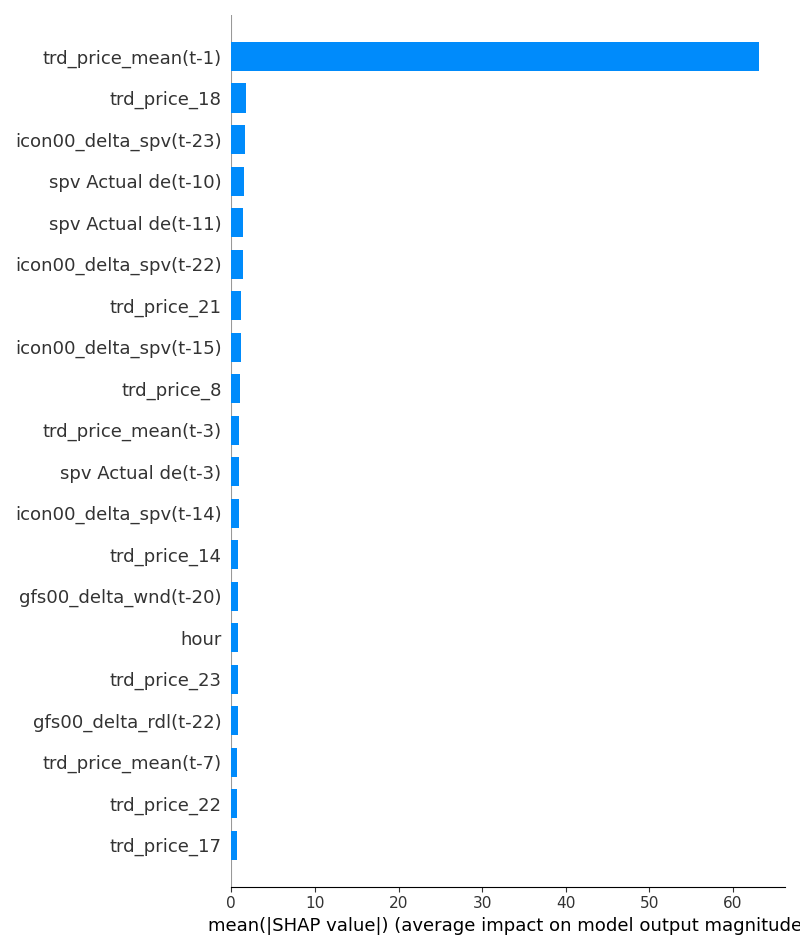 trd_price_mean(t-1)
trd_price_18
icon00_delta_spv(t-23)
spv Actual de(t-10)
spv Actual de(t-11)
icon00_delta_spv(t-22)
trd_price_21
icon00_delta_spv(t-15)
trd_price_8
trd_price_mean(t-3)
spv Actual de(t-3)
icon00_delta_spv(t-14)
trd_price_14
gfs00_delta_wnd(t-20)
hour
trd_price_23
gfs00_delta_rdl(t-22)
trd_price_mean(t-7)
trd_price_22
trd_price_17
0 10 20 30 40 50 60
mean(|SHAP value|) (average impact on model output magnitude